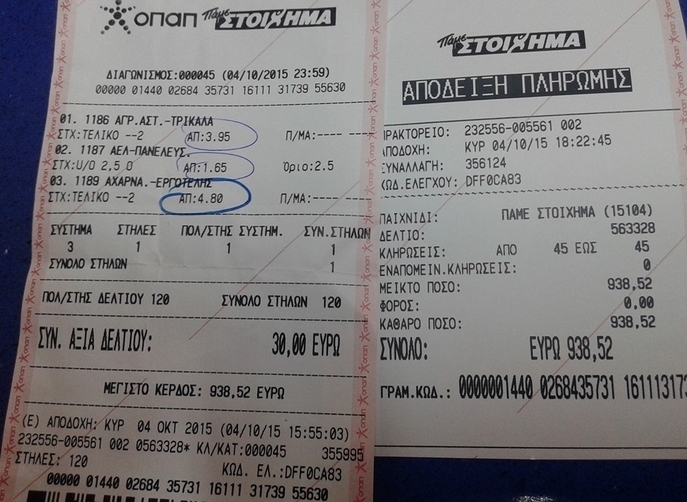 οπαπ Πάμε ΣΤΟΙΧΗΜΑ
ΔΙΑΓΩΝΙΣΜΟΣ:000045 (04/10/2015 23:59)
00000 01440 02684 35731 16111 31739 55630
01. 1186 ΑΓΡ.ΑΣΤ.-ΤΡΙΚΑΛΑ
ΣΤΧ:ΤΕΛΙΚΟ --2 ΑΠ:3.95 Π/ΜΑ:---- --
02. 1187 ΑΕΛ-ΠΑΝΕΛΕΥΣ.
ΣΤΧ:U/O 2,5 O ΑΠ:1.65 Οριο:2.5
03. 1189 ΑΧΑΡΝΑ.-ΕΡΓΟΤΕΛΗΣ
ΣΤΧ:ΤΕΛΙΚΟ --2 ΑΠ:4.80 Π/ΜΑ:---- --
ΣΥΣΤΗΜΑ ΣΤΗΛΕΣ ΠΟΛ/ΣΤΗΣ ΣΥΣΤΗΜ. ΣΥΝ.ΣΤΗΛΩΝ
3 1 1 1
ΣΥΝΟΛΟ ΣΤΗΛΩΝ 1
ΠΟΛ/ΣΤΗΣ ΔΕΛΤΙΟΥ 120 ΣΥΝΟΛΟ ΣΤΗΛΩΝ 120
ΣΥΝ. ΑΞΙΑ ΔΕΛΤΙΟΥ: 30,00 ΕΥΡΩ
ΜΕΓΙΣΤΟ ΚΕΡΔΟΣ: 938,52 ΕΥΡΩ
(Ε) ΑΠΟΔΟΧΗ: ΚΥΡ 04 ΟΚΤ 2015 (04/10/15 15:55:03)
232556-005561 002 0563328* ΚΛ/ΚΑΤ:000045 355995
ΣΤΗΛΕΣ: 120 ΚΩΔ. ΕΛ.:DFF0CA83
00000 01440 02684 35731 16111 31739 55630
Πάμε ΣΤΟΙΧΗΜΑ
ΑΠΟΔΕΙΞΗ ΠΛΗΡΩΜΗΣ
ΡΑΚΤΟΡΕΙΟ: 232556-005561 002
ΑΠΟΔΟΧΗ: ΚΥΡ 04/10/15 18:22:45
ΣΥΝΑΛΛΑΓΗ: 356124
ΚΩΔ.ΕΛΕΓΧΟΥ: DFF0CA83
ΠΑΙΧΝΙΔΙ: ΠΑΜΕ ΣΤΟΙΧΗΜΑ (15104)
ΔΕΛΤΙΟ: 563328
ΚΛΗΡΩΣΕΙΣ: ΑΠΟ 45 ΕΩΣ 45
ΕΝΑΠΟΜΕΙΝ.ΚΛΗΡΩΣΕΙΣ: 0
ΜΕΙΚΤΟ ΠΟΣΟ: 938,52
ΦΟΡΟΣ: 0,00
ΚΑΘΑΡΟ ΠΟΣΟ: 938,52
ΣΥΝΟΛΟ: ΕΥΡΩ 938,52
ΓΡΑΜ.ΚΩΔ.: 0000001440 0268435731 161113173